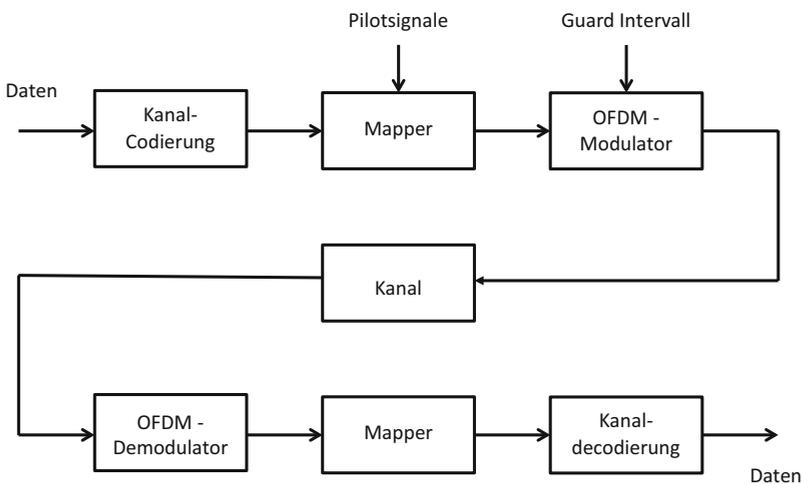 Pilotsignale
Guard Intervall
Daten
Kanal-
Codierung
Mapper
OFDM -
Modulator
Kanal
OFDM -
Demodulator
Mapper
Kanal-
decodierung
Daten